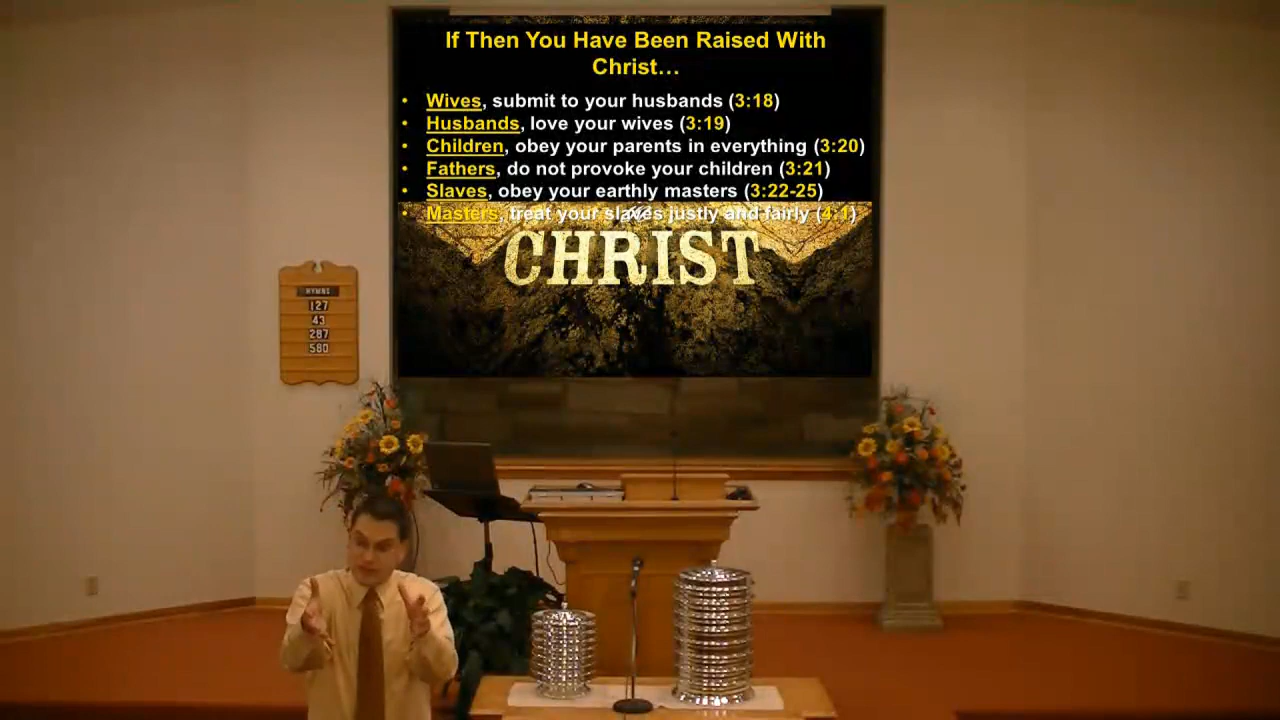 If Then You Have Been Raised With
Christ...
• Wives, submit to your husbands (3:18)
• Husbands, love your wives (3:19)
• Children, obey your parents in everything (3:20)
• Fathers, do not provoke your children (3:21)
• Slaves, obey your earthly masters (3:22-25)
• Masters, treat your slaves justly and fairly (4:1)
CHRIST
HYMNS
127
43
287
580